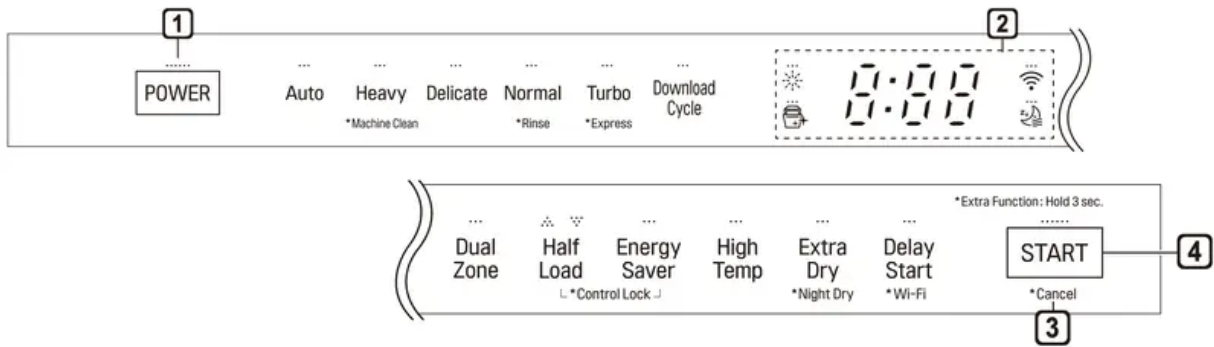 1
2
POWER
Auto
Heavy
*Machine Clean
Delicate
Normal
*Rinse
Turbo
*Express
Download
Cycle
8:88
*Extra Function: Hold 3 sec.
Dual
Zone
Half
Load
Energy
Saver
*Control Lock
High
Temp
Extra
Dry
*Night Dry
Delay
Start
*Wi-Fi
START
*Cancel
4
3